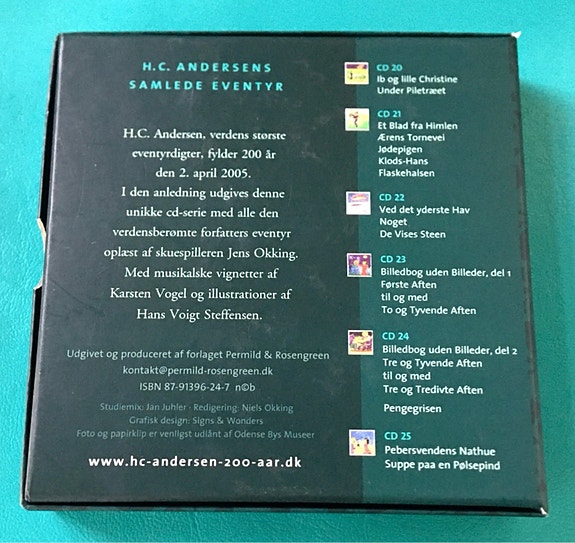 H.C. ANDERSENS
SAMLEDE EVENTYR
H.C. Andersen, verdens største
eventyrdigter, fylder 200 år
den 2. april 2005.
I den anledning udgives denne
unikke cd-serie med alle den
verdensberømte forfatters eventyr
oplæst af skuespilleren Jens Okking.
Med musikalske vignetter af
Karsten Vogel og illustrationer af
Hans Voigt Steffensen.
Udgivet og produceret af forlaget Permild & Rosengreen
kontakt@permild-rosengreen.dk
ISBN 87-91396-24-7 n©b
Studiemix: Jan Juhler · Redigering: Niels Okking
Grafisk design: Signs & Wonders
Foto og papirklip er venligst udlånt af Odense Bys Museer
www.hc-andersen-200-aar.dk
CD 20
Ib og lille Christine
Under Piletræet
CD 21
Et Blad fra Himlen
Ærens Tornevei
Jødepigen
Klods-Hans
Flaskehalsen
CD 22
Ved det yderste Hav
Noget
De Vises Steen
CD 23
Billedbog uden Billeder, del 1
Første Aften
til og med
To og Tyvende Aften
CD 24
Billedbog uden Billeder, del 2
Tre og Tyvende Aften
til og med
Tre og Tredivte Aften
Pengegrisen
CD 25
Pebersvendens Nathue
Suppe paa en Pølsepind